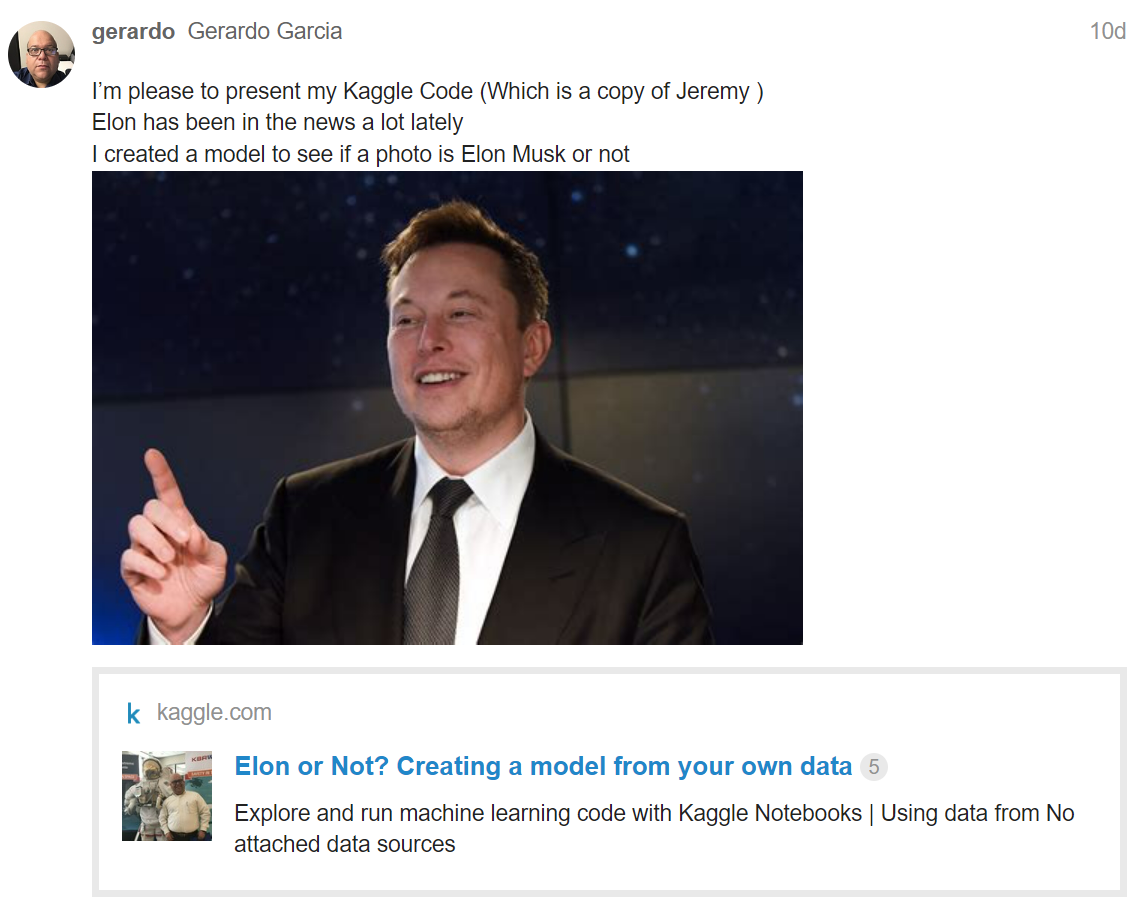 gerardo Gerardo Garcia 10d
I’m please to present my Kaggle Code (Which is a copy of Jeremy )
Elon has been in the news a lot lately
I created a model to see if a photo is Elon Musk or not
k kaggle.com
Elon or Not? Creating a model from your own data 5
Explore and run machine learning code with Kaggle Notebooks | Using data from No
attached data sources